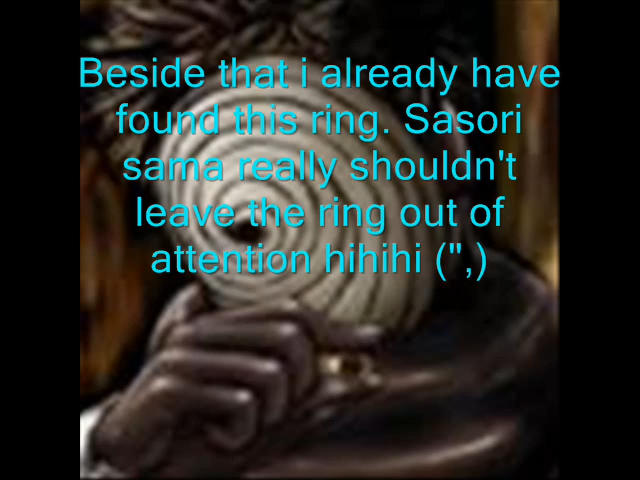 Beside that i already have
found this ring. Sasori
sama really shouldn't
leave the ring out of
attention hihihi (",)